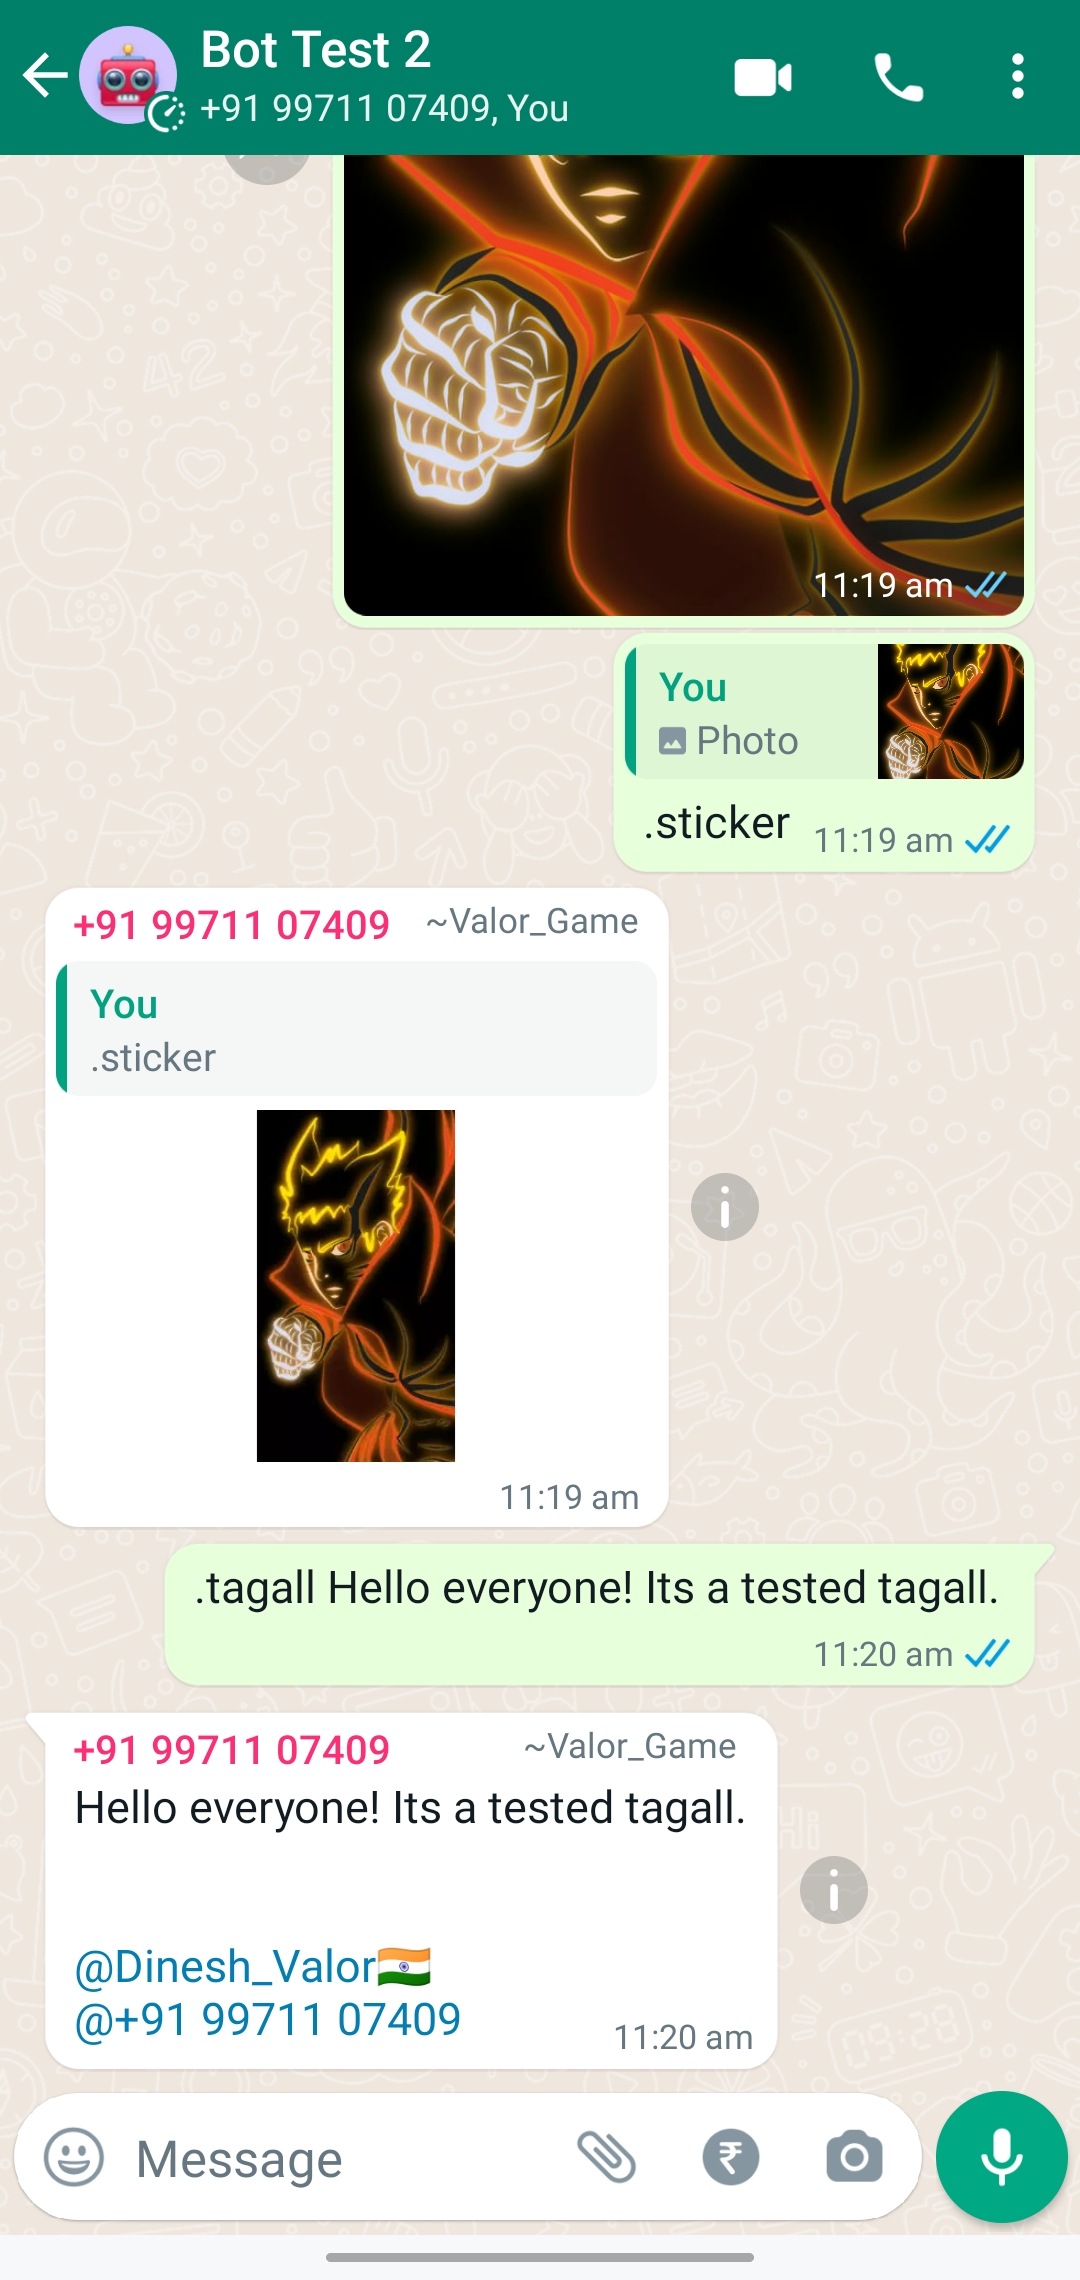 Bot Test 2
+91 99711 07409, You
11:19 am
You
Photo
.sticker
11:19 am
+91 99711 07409 ~Valor_Game
You
.sticker
11:19 am
.tagall Hello everyone! Its a tested tagall.
11:20 am
+91 99711 07409 ~Valor_Game
Hello everyone! Its a tested tagall.
@Dinesh_Valor🇮🇳
@+91 99711 07409
11:20 am
Message